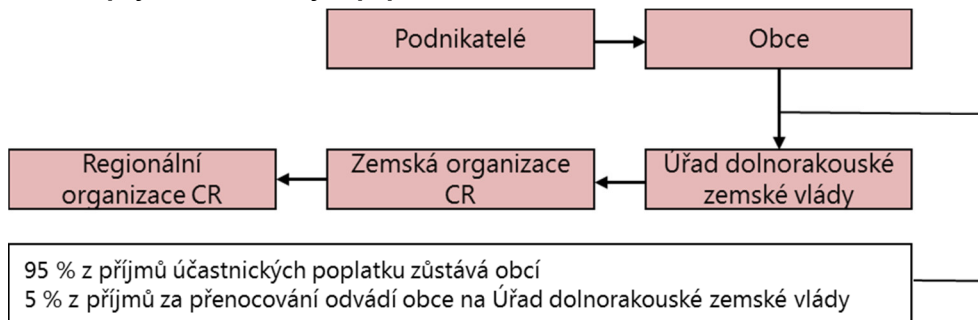 Podnikatelé
Obce
Regionální
organizace CR
Zemská organizace
CR
Úřad dolnorakouské
zemské vlády
95 % z příjmů účastnických poplatku zůstává obcí
5 % z příjmů za přenocování odvádí obce na Úřad dolnorakouské zemské vlády